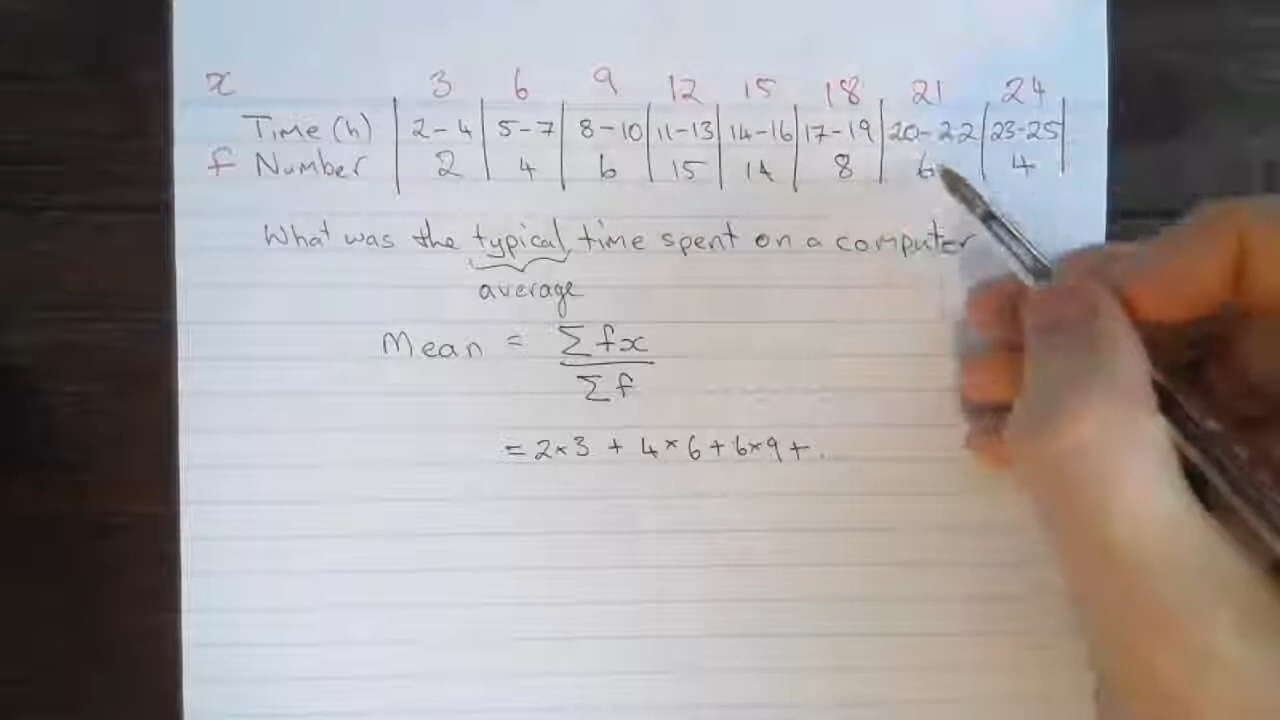 x 3 6 9 12 15 18 21 24
Time (h) 2-4 5-7 8-10 11-13 14-16 17-19 20-22 23-25
f Number 2 4 6 15 14 8 6 4
What was the typical time spent on a computer
average
Mean = Σfx
Σf
= 2×3 + 4×6 + 6×9 + .